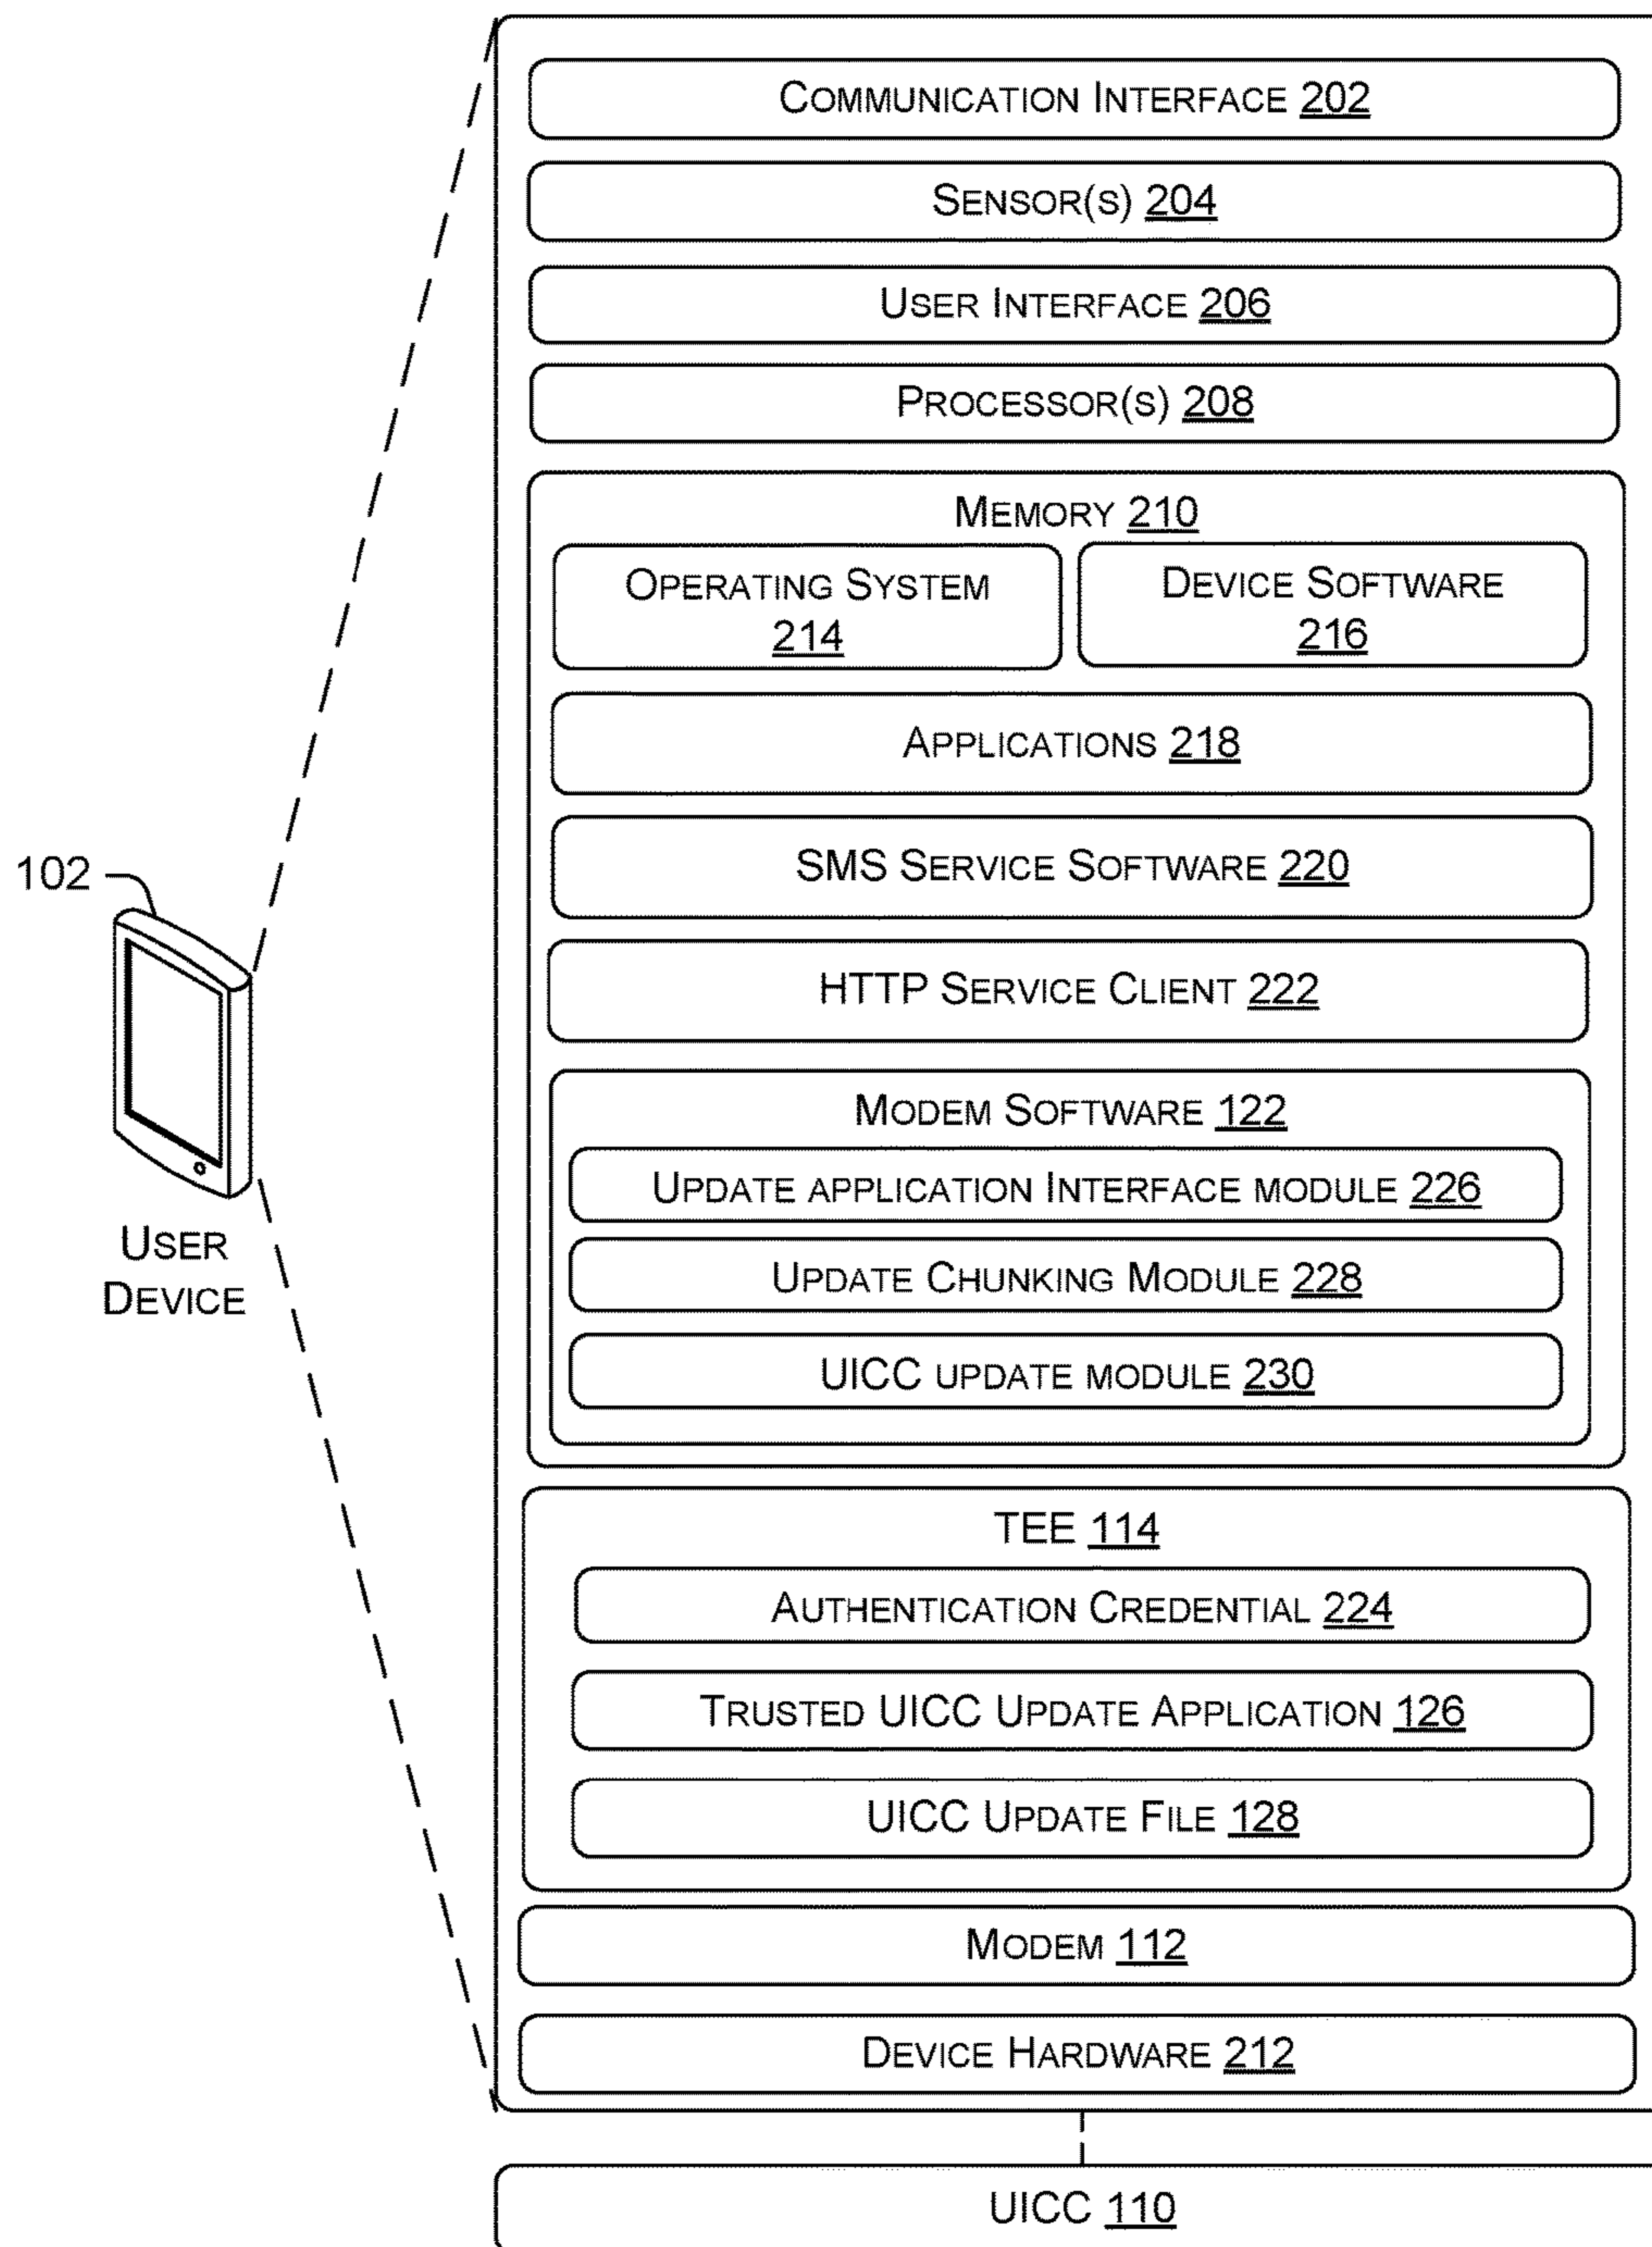 COMMUNICATION INTERFACE 202
SENSOR(S) 204
USER INTERFACE 206
PROCESSOR(S) 208
MEMORY 210
OPERATING SYSTEM
214
DEVICE SOFTWARE
216
APPLICATIONS 218
SMS SERVICE SOFTWARE 220
HTTP SERVICE CLIENT 222
MODEM SOFTWARE 122
UPDATE APPLICATION INTERFACE MODULE 226
UPDATE CHUNKING MODULE 228
UICC UPDATE MODULE 230
TEE 114
AUTHENTICATION CREDENTIAL 224
TRUSTED UICC UPDATE APPLICATION 126
UICC UPDATE FILE 128
MODEM 112
DEVICE HARDWARE 212
UICC 110
102
USER
DEVICE